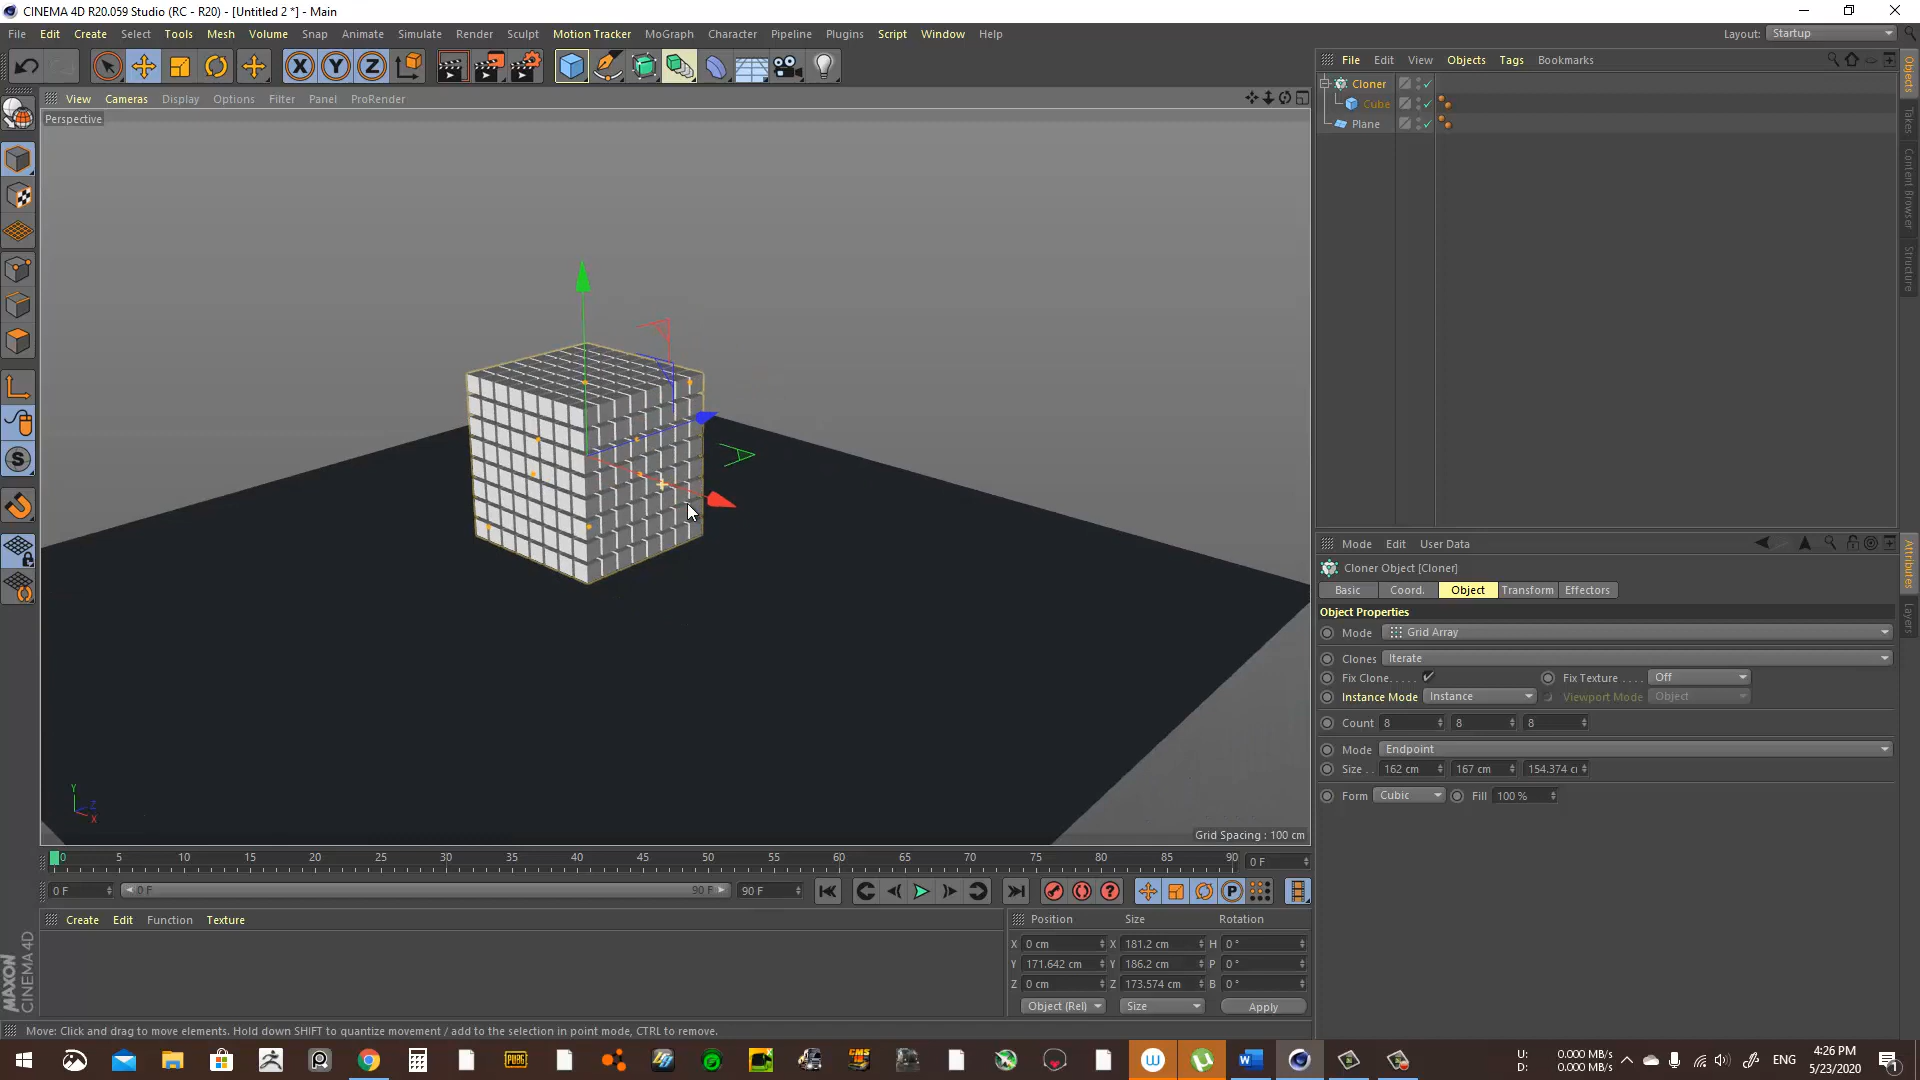 CINEMA 4D R20.059 Studio (RC - R20) - [Untitled 2 *] - Main
File Edit Create Select Tools Mesh Volume Snap Animate Simulate Render Sculpt Motion Tracker MoGraph Character Pipeline Plugins Script Window Help
Layout: Startup
View Cameras Display Options Filter Panel ProRender
Perspective
File Edit View Objects Tags Bookmarks
Cloner
Cube
Plane
Objects
Takes
Content Browser
Structure
Mode Edit User Data
Cloner Object [Cloner]
Basic Coord. Object Transform Effectors
Object Properties
Mode Grid Array
Clones Iterate
Fix Clone..... Fix Texture .... Off
Instance Mode Instance Viewport Mode Object
Count 8 8 8
Mode Endpoint
Size .. 162 cm 167 cm 154.374 c
Form Cubic Fill 100 %
Attributes
Layers
Y
Z
X
Grid Spacing : 100 cm
0 5 10 15 20 25 30 35 40 45 50 55 60 65 70 75 80 85 90 0 F
0 F 0 F 90 F 90 F
Create Edit Function Texture
Position Size Rotation
X 0 cm X 181.2 cm H 0 °
Y 171.642 cm Y 186.2 cm P 0 °
Z 0 cm Z 173.574 cm B 0 °
Object (Rel) Size Apply
MAXON
CINEMA 4D
Move: Click and drag to move elements. Hold down SHIFT to quantize movement / add to the selection in point mode, CTRL to remove.
U: 0.000 MB/s
D: 0.000 MB/s
ENG
4:26 PM
5/23/2020